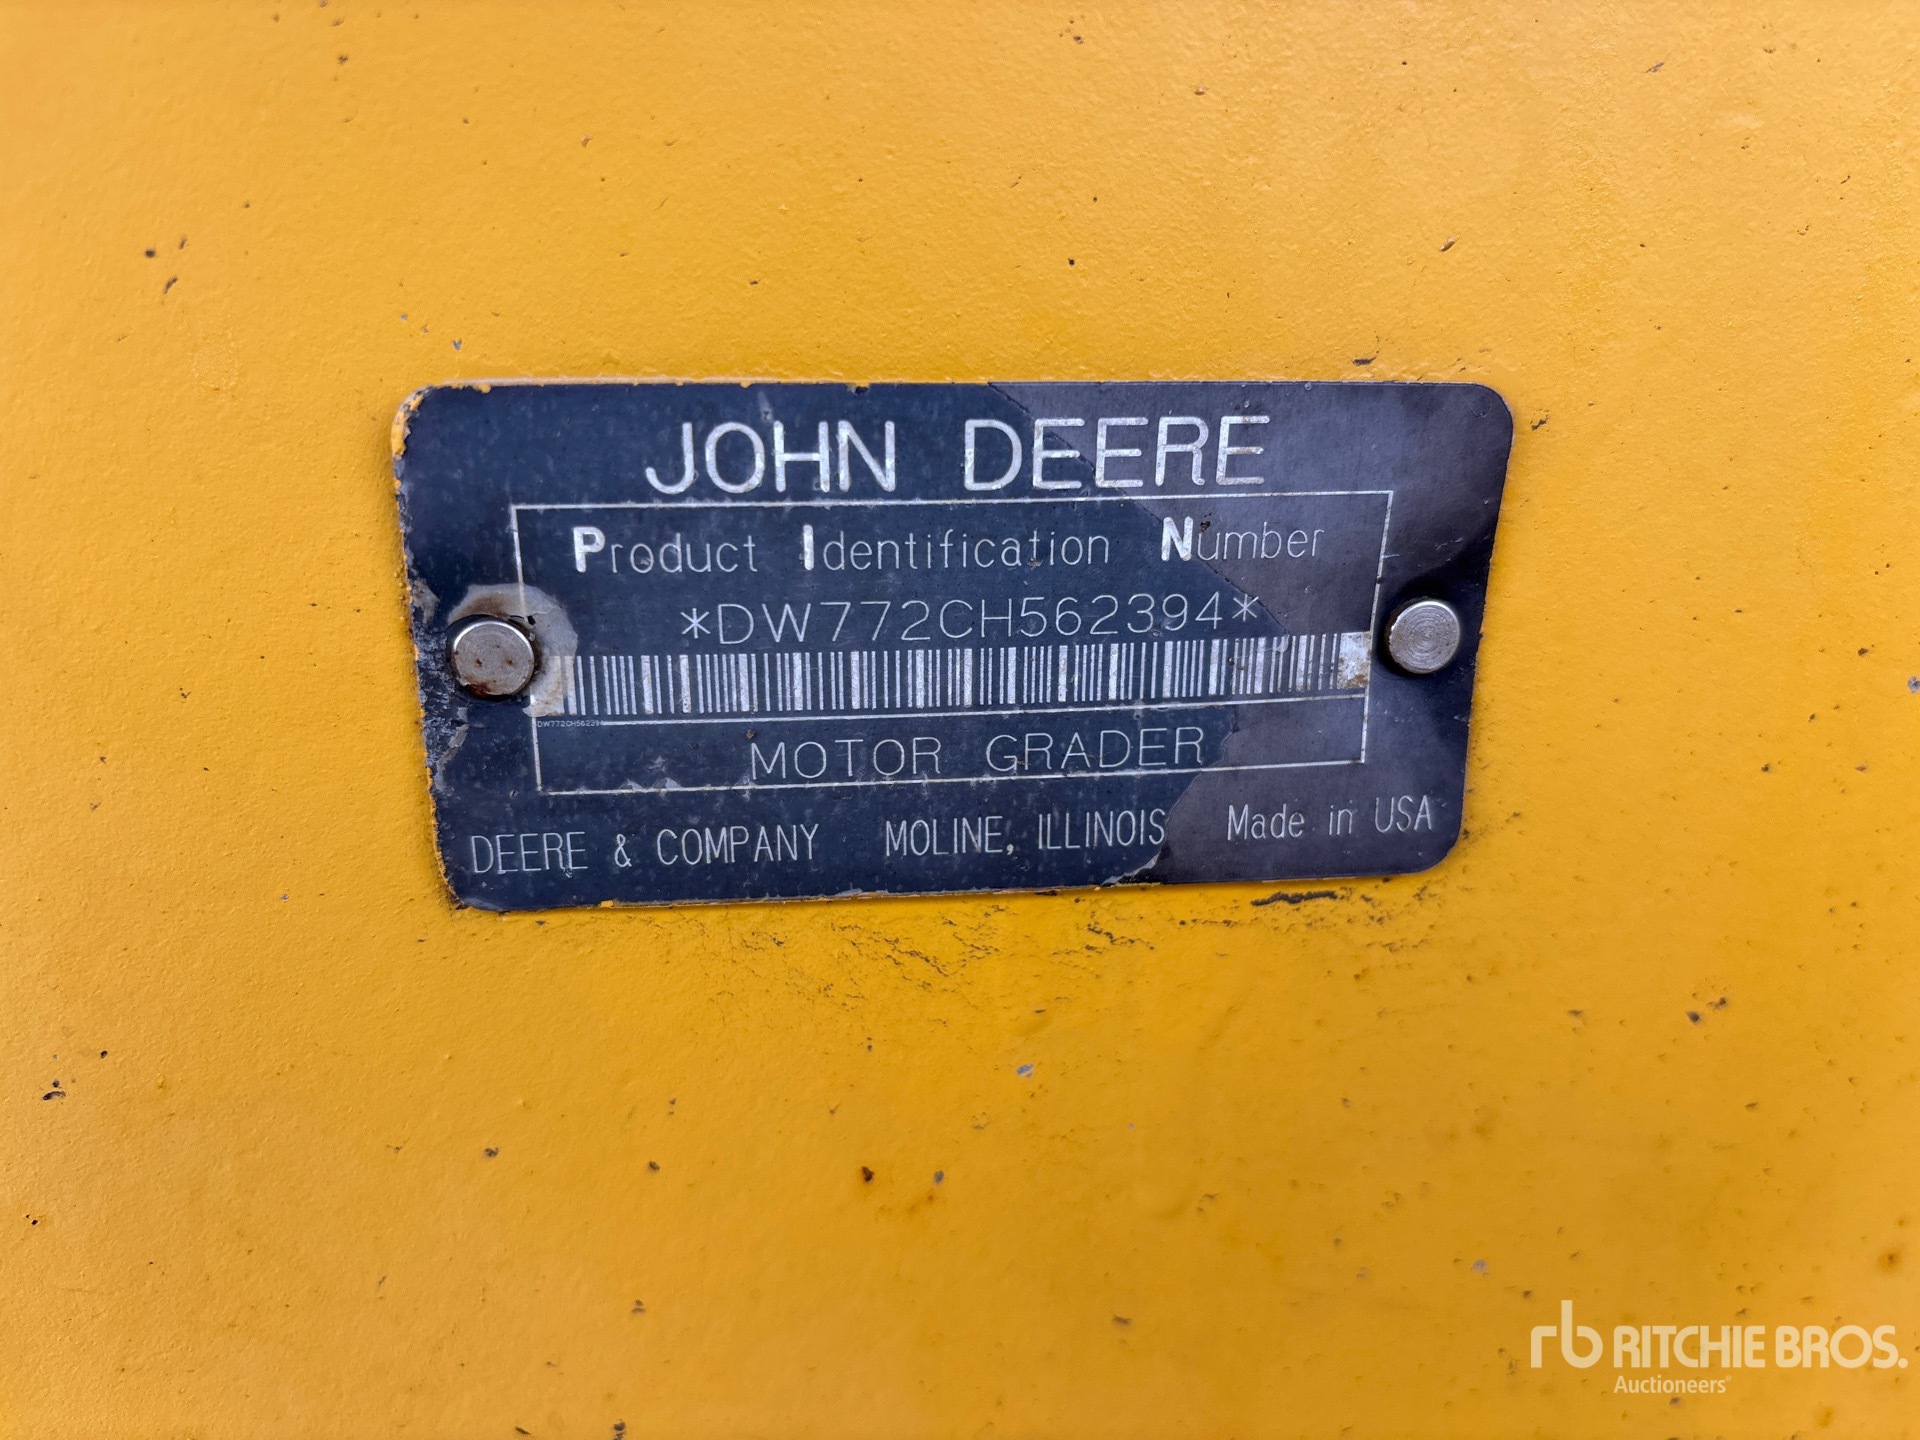 JOHN DEERE
Product Identification Number
*DW772CH562394*
DW772CH562394
MOTOR GRADER
DEERE & COMPANY MOLINE, ILLINOIS Made in USA
rb RITCHIE BROS.
Auctioneers